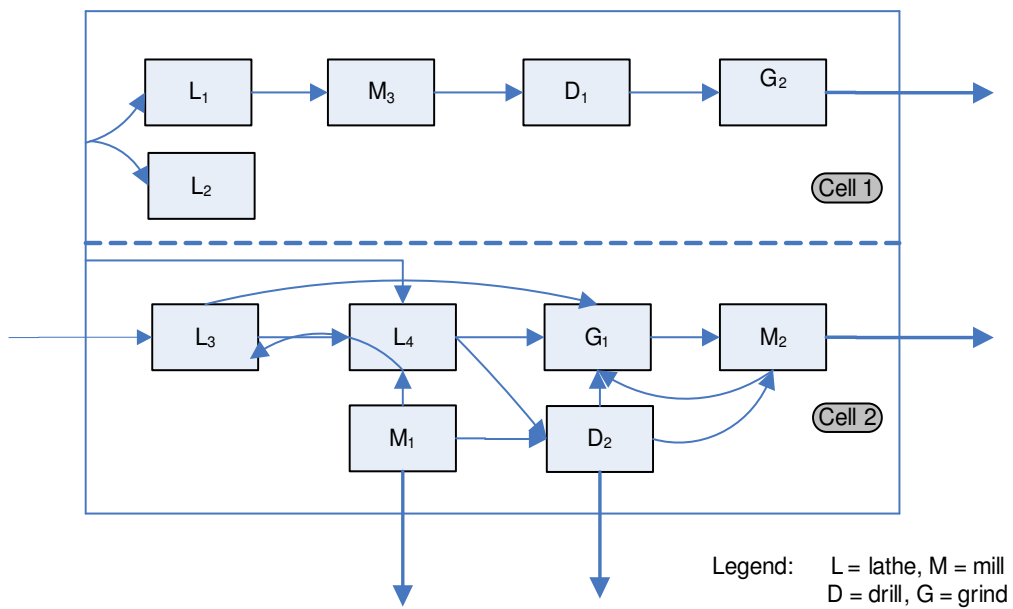 L₁
M₃
D₁
G₂
L₂
Cell 1
L₃
L₄
G₁
M₂
M₁
D₂
Cell 2
Legend: L = lathe, M = mill
D = drill, G = grind